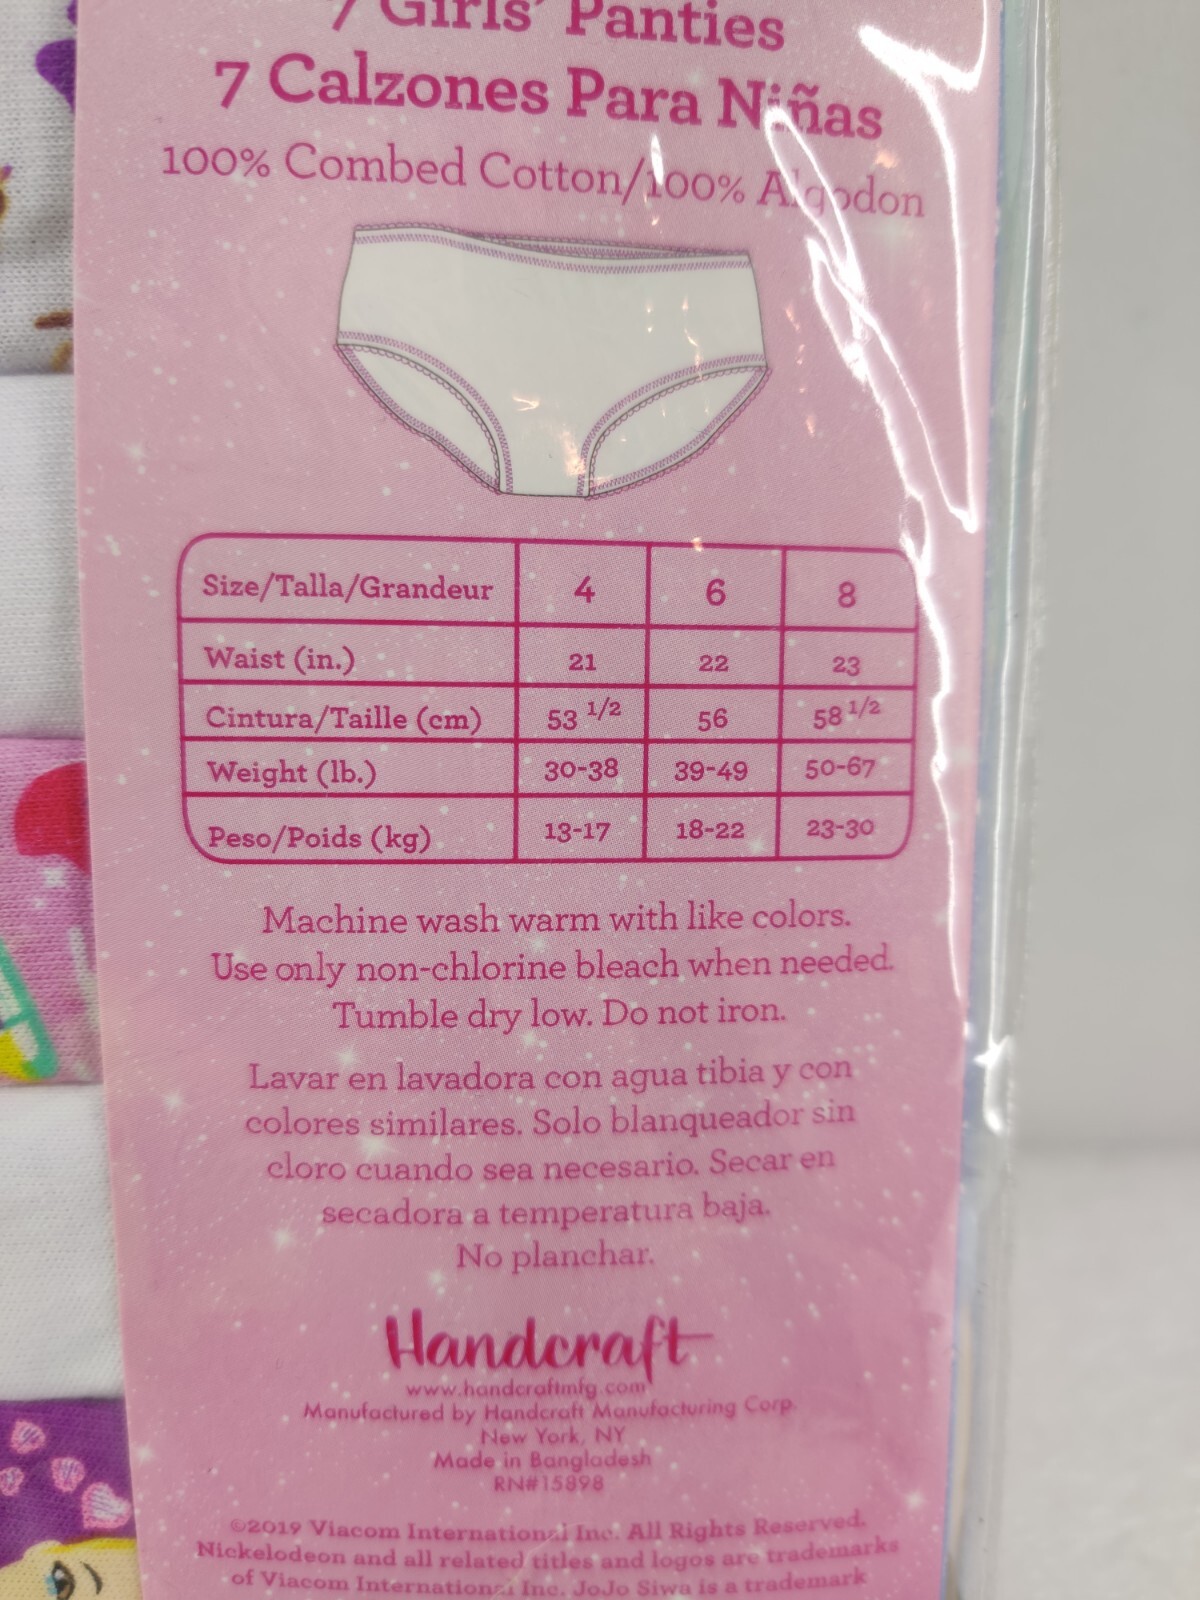 7 Girls' Panties
7 Calzones Para Niñas
100% Combed Cotton/100% Algodon
Size/Talla/Grandeur 4 6 8
Waist (in.) 21 22 23
Cintura/Taille (cm) 53 1/2 56 58 1/2
Weight (lb.) 30-38 39-49 50-67
Peso/Poids (kg) 13-17 18-22 23-30
Machine wash warm with like colors.
Use only non-chlorine bleach when needed.
Tumble dry low. Do not iron.
Lavar en lavadora con agua tibia y con
colores similares. Solo blanqueador sin
cloro cuando sea necesario. Secar en
secadora a temperatura baja.
No planchar.
Handcraft
www.handcraftmfg.com
Manufactured by Handcraft Manufacturing Corp.
New York, NY
Made in Bangladesh
RN#15898
©2019 Viacom International Inc. All Rights Reserved.
Nickelodeon and all related titles and logos are trademarks
of Viacom International Inc. JoJo Siwa is a trademark